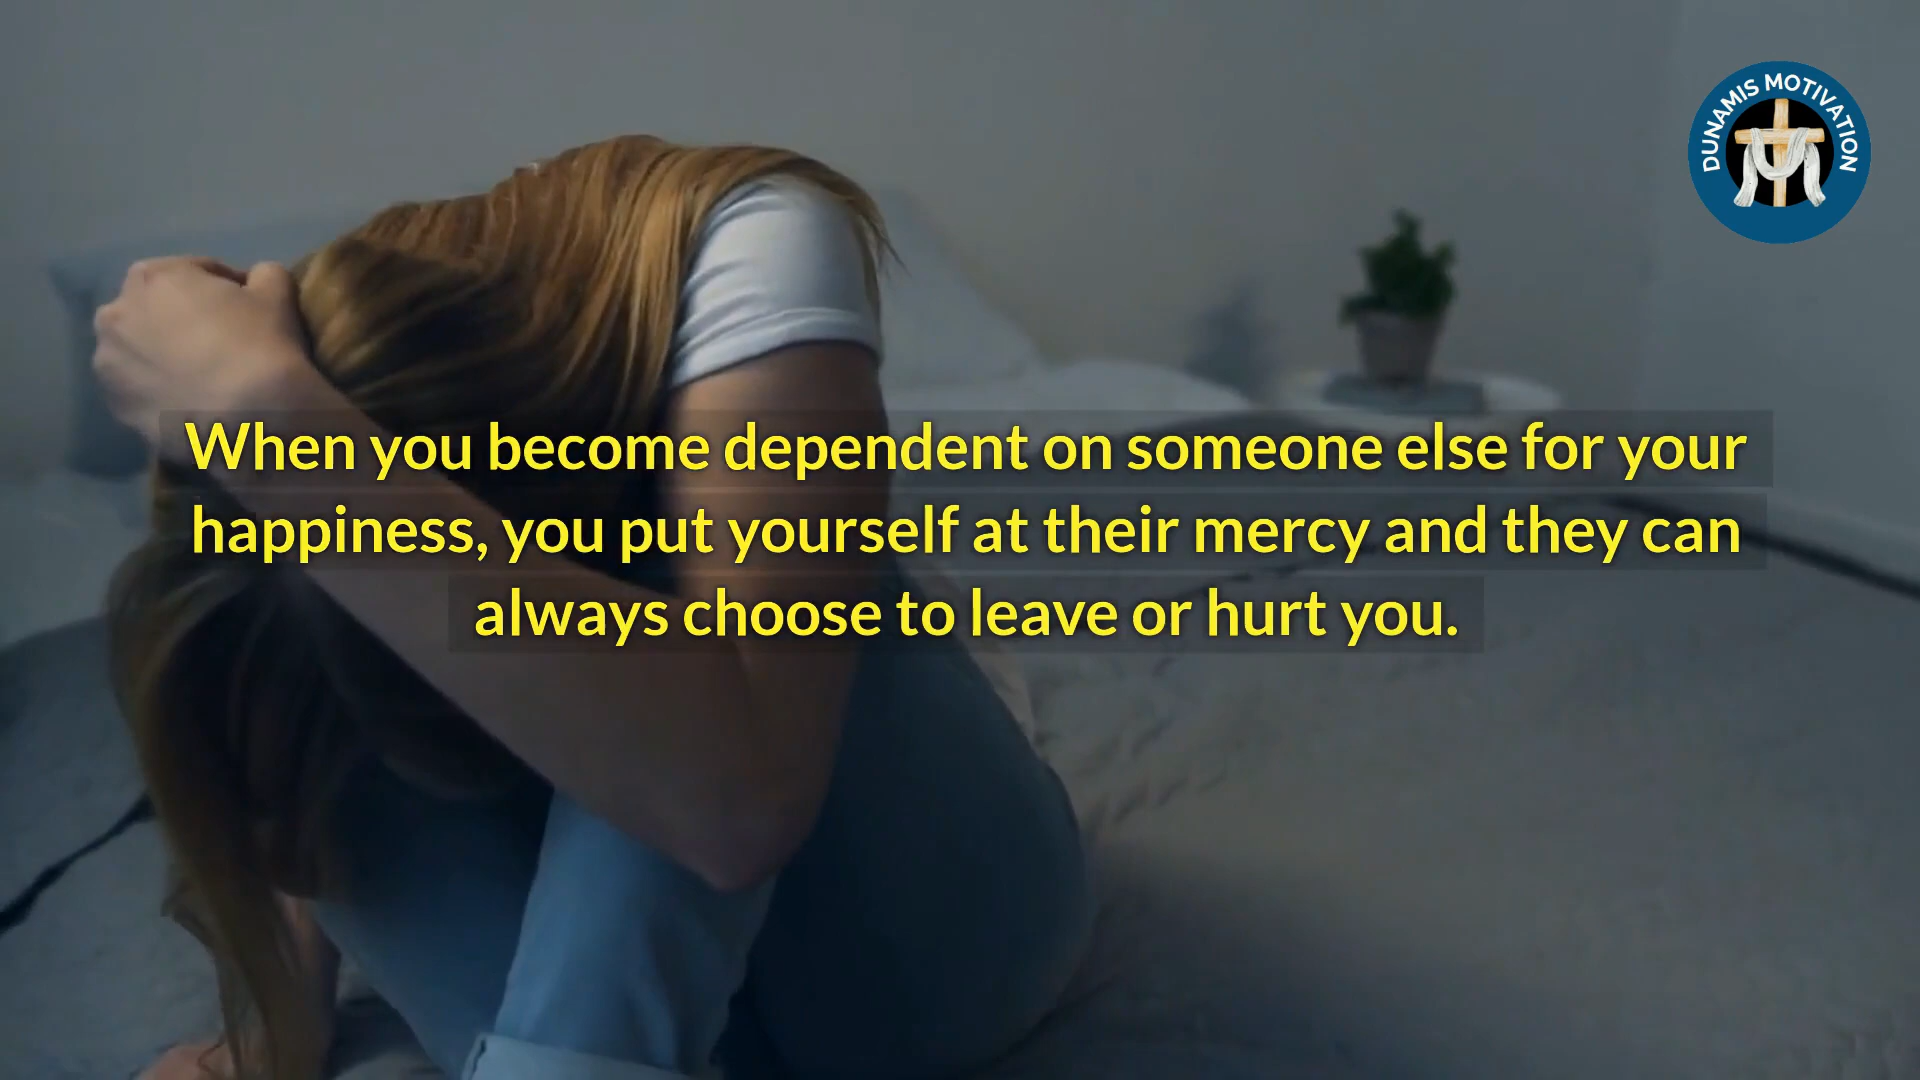 DUNAMIS MOTIVATION
When you become dependent on someone else for your
happiness, you put yourself at their mercy and they can
always choose to leave or hurt you.